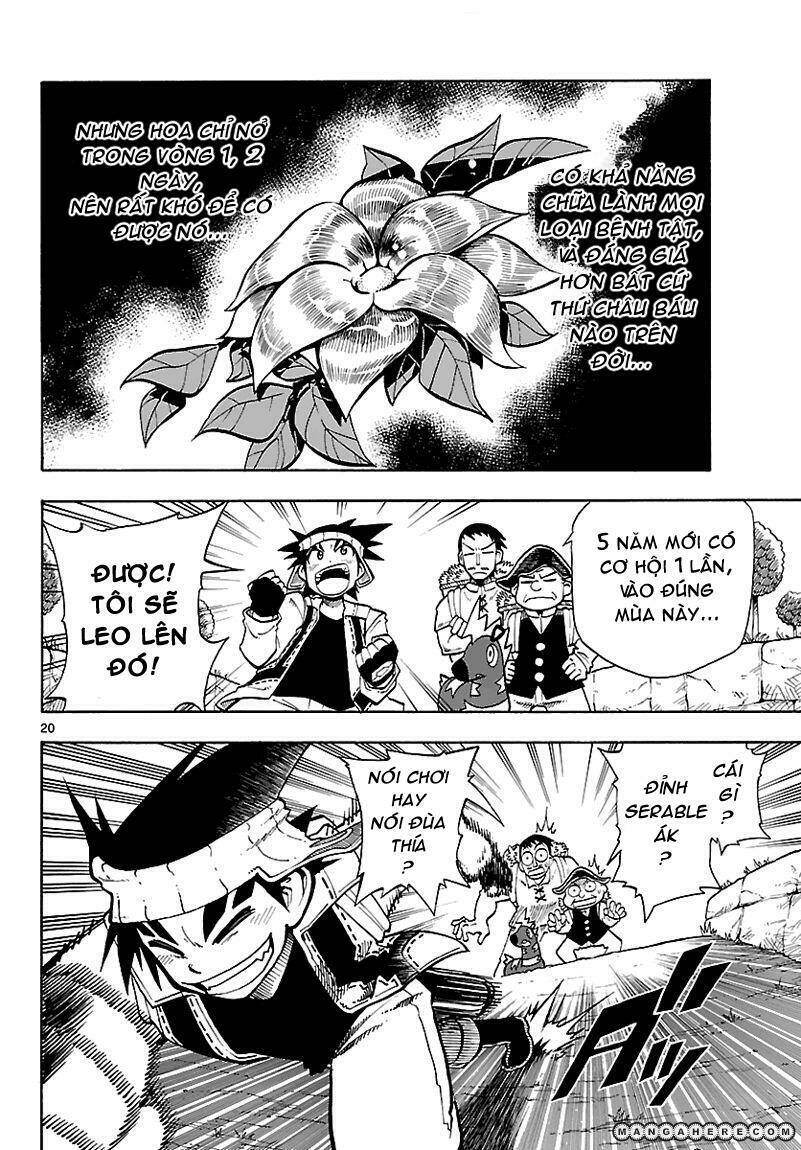 CÓ KHẢ NĂNG
CHỮA LÀNH MỌI
LOẠI BỆNH TẬT,
VÀ ĐÁNG GIÁ
HƠN BẤT CỨ
THỨ CHÂU BÁU
NÀO TRÊN
ĐỜI...
NHƯNG HOA CHỈ NỞ
TRONG VÒNG 1, 2
NGÀY,
NÊN RẤT KHÓ ĐỂ CÓ
ĐƯỢC NÓ...
5 NĂM MỚI CÓ
CƠ HỘI 1 LẦN,
VÀO ĐÚNG
MÙA NÀY...
ĐƯỢC!
TÔI SẼ
LEO LÊN
ĐÓ!
20
CÁI
GÌ
?
ĐỈNH
SERABLE
ÁK
?
NÓI CHƠI
HAY
NÓI ĐÙA
THÍA
?
ダッ
MANGAHERE.COM